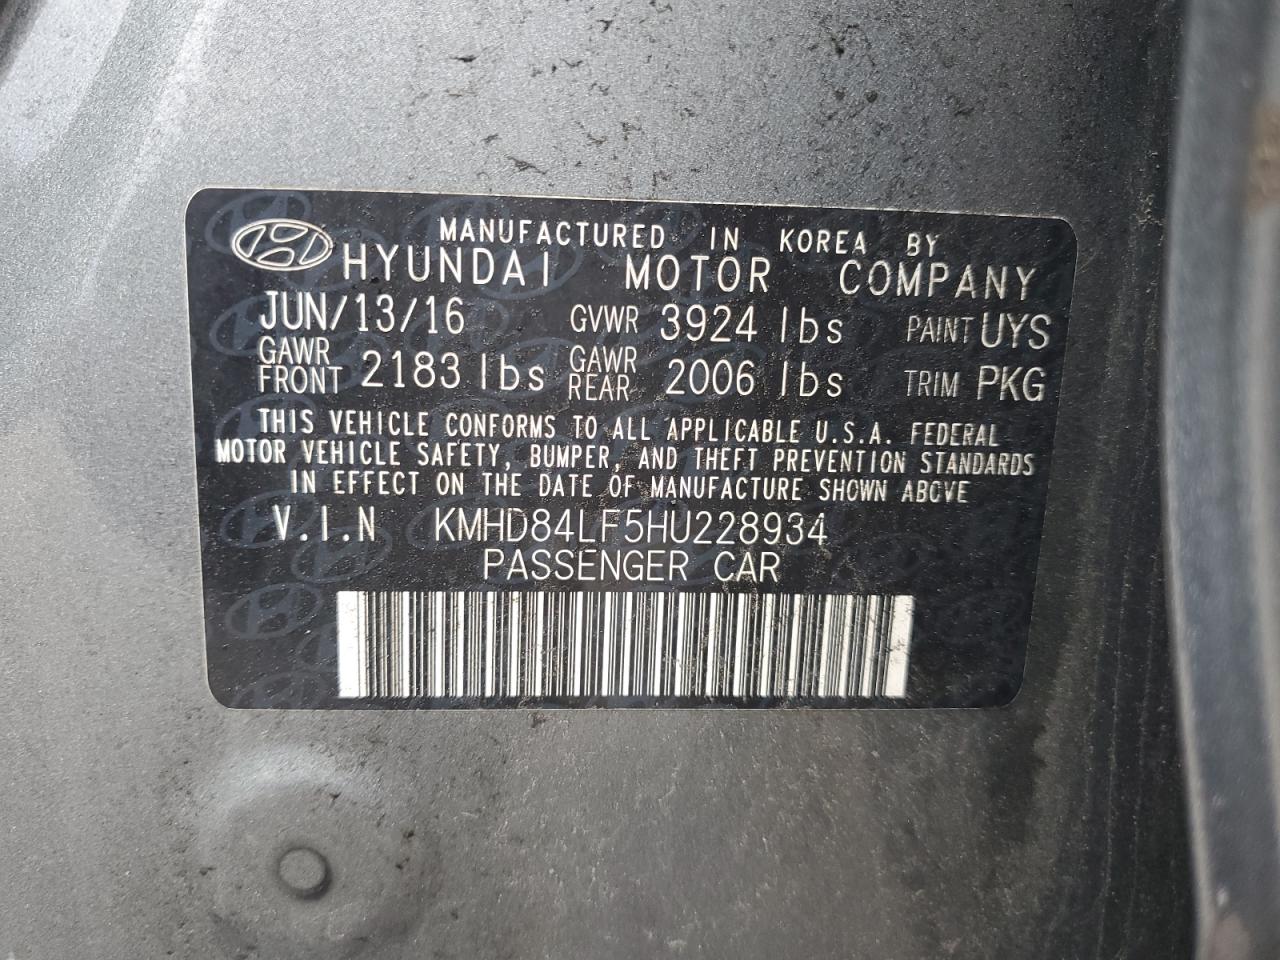 MANUFACTURED IN KOREA BY
HYUNDAI MOTOR COMPANY
JUN/13/16 GVWR 3924 lbs PAINT UYS
GAWR FRONT 2183 lbs GAWR REAR 2006 lbs TRIM PKG
THIS VEHICLE CONFORMS TO ALL APPLICABLE U.S.A. FEDERAL
MOTOR VEHICLE SAFETY, BUMPER, AND THEFT PREVENTION STANDARDS
IN EFFECT ON THE DATE OF MANUFACTURE SHOWN ABOVE
V.I.N KMHD84LF5HU228934
PASSENGER CAR